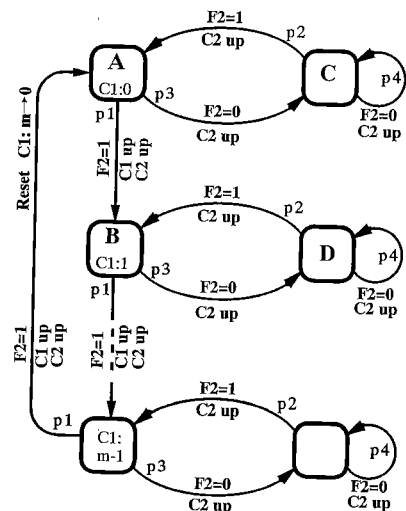 F2=1
C2 up
p2
A
C1:0
C
p4
p1
p3
F2=0
C2 up
F2=0
C2 up
F2=1
C1 up
C2 up
Reset C1: m→0
F2=1
C2 up
p2
B
C1:1
D
p4
p1
p3
F2=0
C2 up
F2=0
C2 up
F2=1
C1 up
C2 up
F2=1
C1 up
C2 up
F2=1
C2 up
p2
p1
C1:
m-1
p4
p3
F2=0
C2 up
F2=0
C2 up